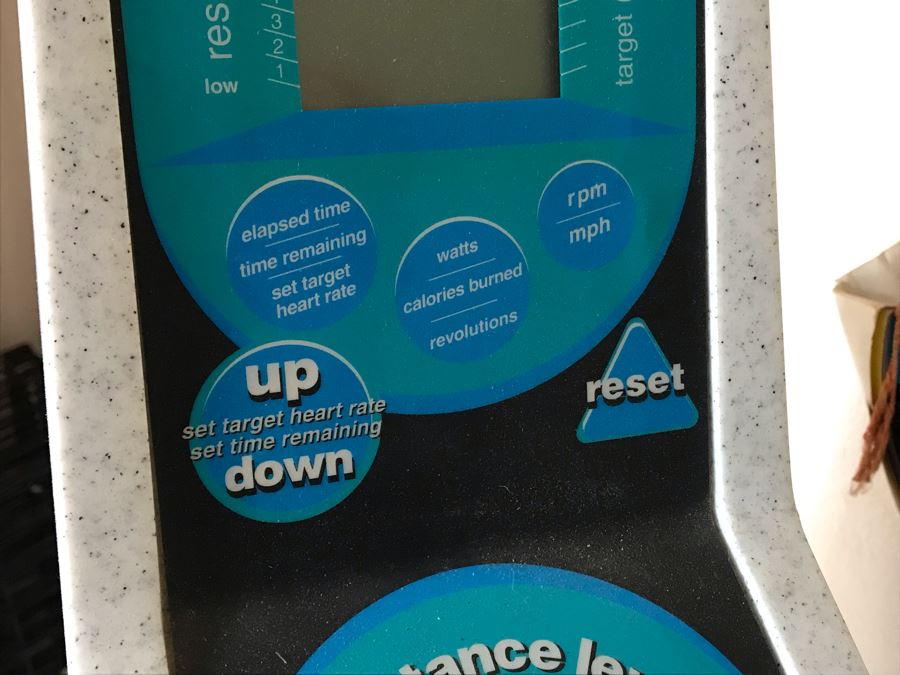 low
res
3
2
1
target
elapsed time
time remaining
set target
heart rate
watts
calories burned
revolutions
rpm
mph
up
set target heart rate
set time remaining
down
reset